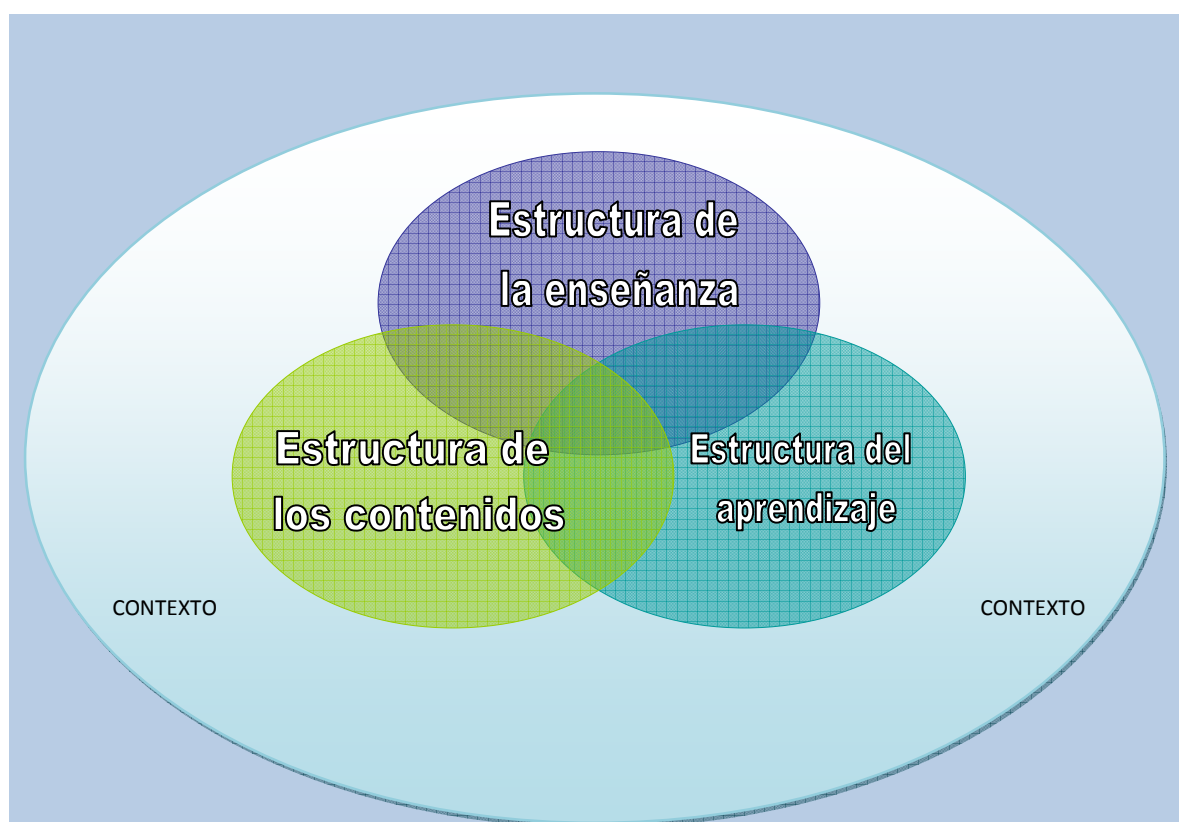 Estructura de
la enseñanza
Estructura de
los contenidos
Estructura del
aprendizaje
CONTEXTO
CONTEXTO